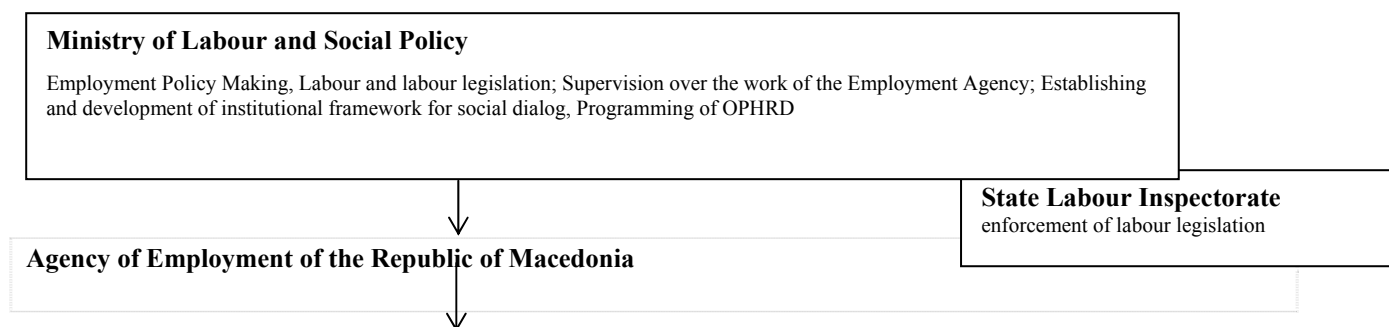 Ministry of Labour and Social Policy
Employment Policy Making, Labour and labour legislation; Supervision over the work of the Employment Agency; Establishing
and development of institutional framework for social dialog, Programming of OPHRD
State Labour Inspectorate
enforcement of labour legislation
Agency of Employment of the Republic of Macedonia